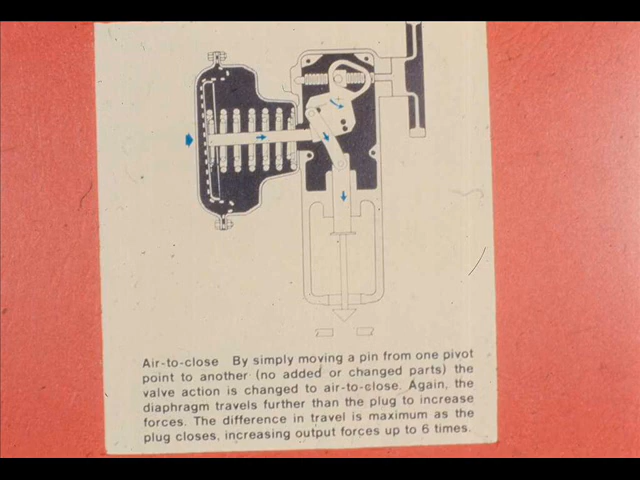 Air-to-close By simply moving a pin from one pivot
point to another (no added or changed parts) the
valve action is changed to air-to-close. Again, the
diaphragm travels further than the plug to increase
forces. The difference in travel is maximum as the
plug closes, increasing output forces up to 6 times.